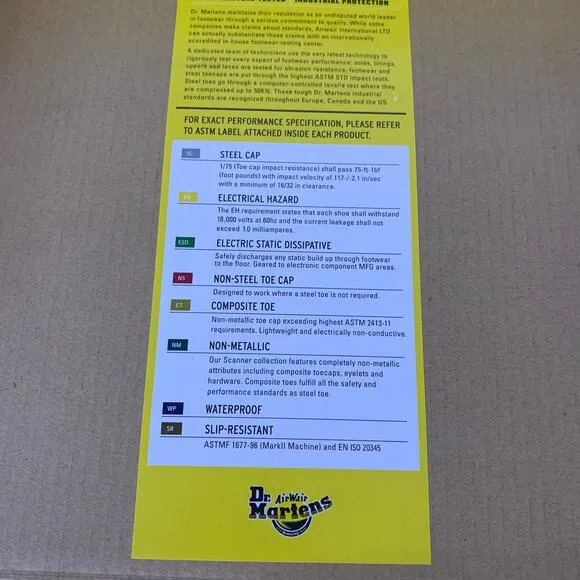 INDUSTRIAL PROTECTION
Dr. Martens maintains their reputation as an undisputed world leader
in footwear through a serious commitment to quality. While some
companies make claims about standards, Airwair International LTD
can actually substantiate those claims with an internationally
accredited in-house footwear testing center.
A dedicated team of technicians use the very latest technology to
rigorously test every aspect of footwear performance: soles, linings,
uppers and laces are tested for abrasion resistance; footwear and
steel toecaps are put through the highest ASTM STD impact tests.
Steel toes go through a computer-controlled tensile test where they
are compressed up to 50KN. These tough Dr. Martens industrial
standards are recognized throughout Europe, Canada and the US.
FOR EXACT PERFORMANCE SPECIFICATION, PLEASE REFER
TO ASTM LABEL ATTACHED INSIDE EACH PRODUCT.
SC STEEL CAP
1/75 (Toe cap impact resistance) shall pass 75-ft-1bf
(foot pounds) with impact velocity of 117-/-2.1 in/sec
with a minimum of 16/32 in clearance.
EH ELECTRICAL HAZARD
The EH requirement states that each shoe shall withstand
18,000 volts at 60hz and the current leakage shall not
exceed 1.0 milliamperes.
ESD ELECTRIC STATIC DISSIPATIVE
Safely discharges any static build up through footwear
to the floor. Geared to electronic component MFG areas.
NS NON-STEEL TOE CAP
Designed to work where a steel toe is not required.
CT COMPOSITE TOE
Non-metallic toe cap exceeding highest ASTM 2413-11
requirements. Lightweight and electrically non-conductive.
NM NON-METALLIC
Our Scanner collection features completely non-metallic
attributes including composite toecaps, eyelets and
hardware. Composite toes fulfill all the safety and
performance standards as steel toe.
WP WATERPROOF
SR SLIP-RESISTANT
ASTMF 1677-96 (MarkII Machine) and EN ISO 20345
Dr. AirWair
Martens